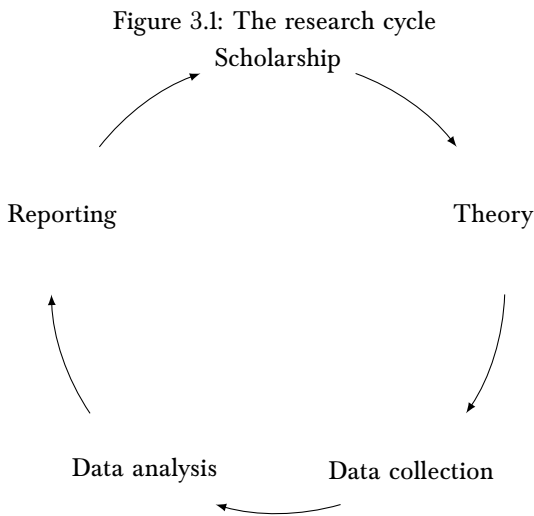 Figure 3.1: The research cycle
Scholarship
Reporting
Theory
Data analysis
Data collection